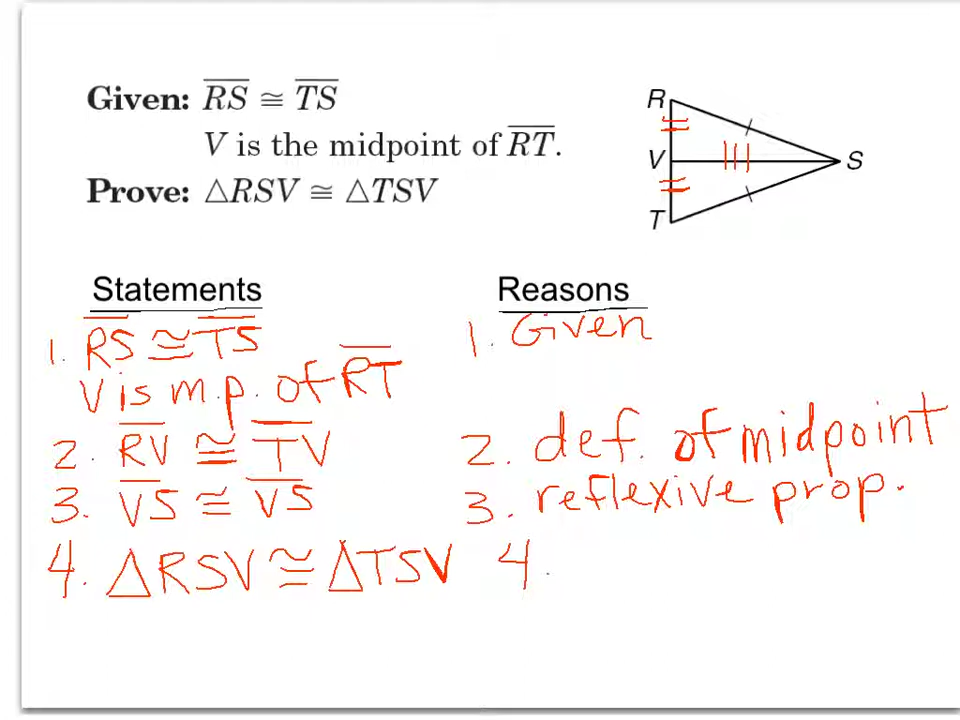 Given: RS ≅ TS
V is the midpoint of RT.
Prove: △RSV ≅ △TSV
R
V
S
T
Statements Reasons
1. RS ≅ TS 1. Given
V is m.p. of RT
2. RV ≅ TV 2. def. of midpoint
3. VS ≅ VS 3. reflexive prop.
4. △RSV ≅ △TSV 4.